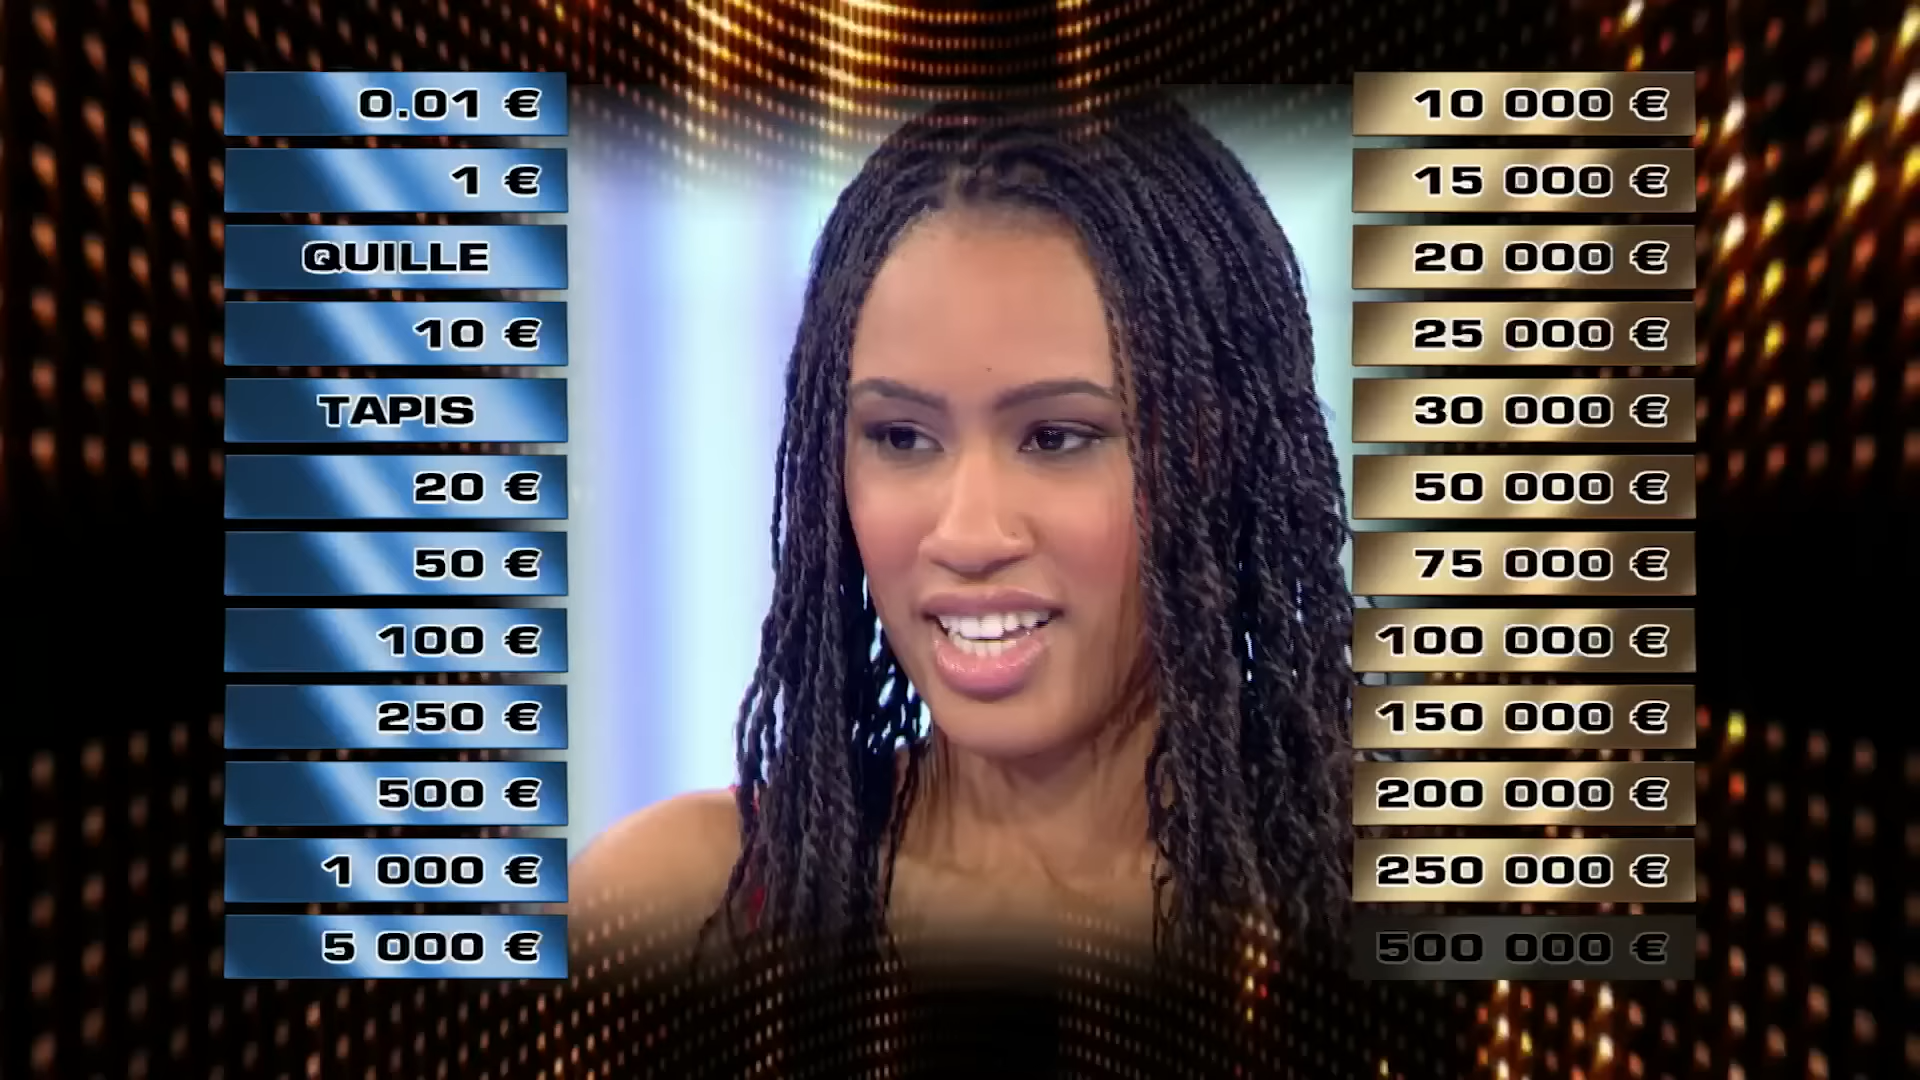 0.01 €
1 €
QUILLE
10 €
TAPIS
20 €
50 €
100 €
250 €
500 €
1 000 €
5 000 €
10 000 €
15 000 €
20 000 €
25 000 €
30 000 €
50 000 €
75 000 €
100 000 €
150 000 €
200 000 €
250 000 €
500 000 €